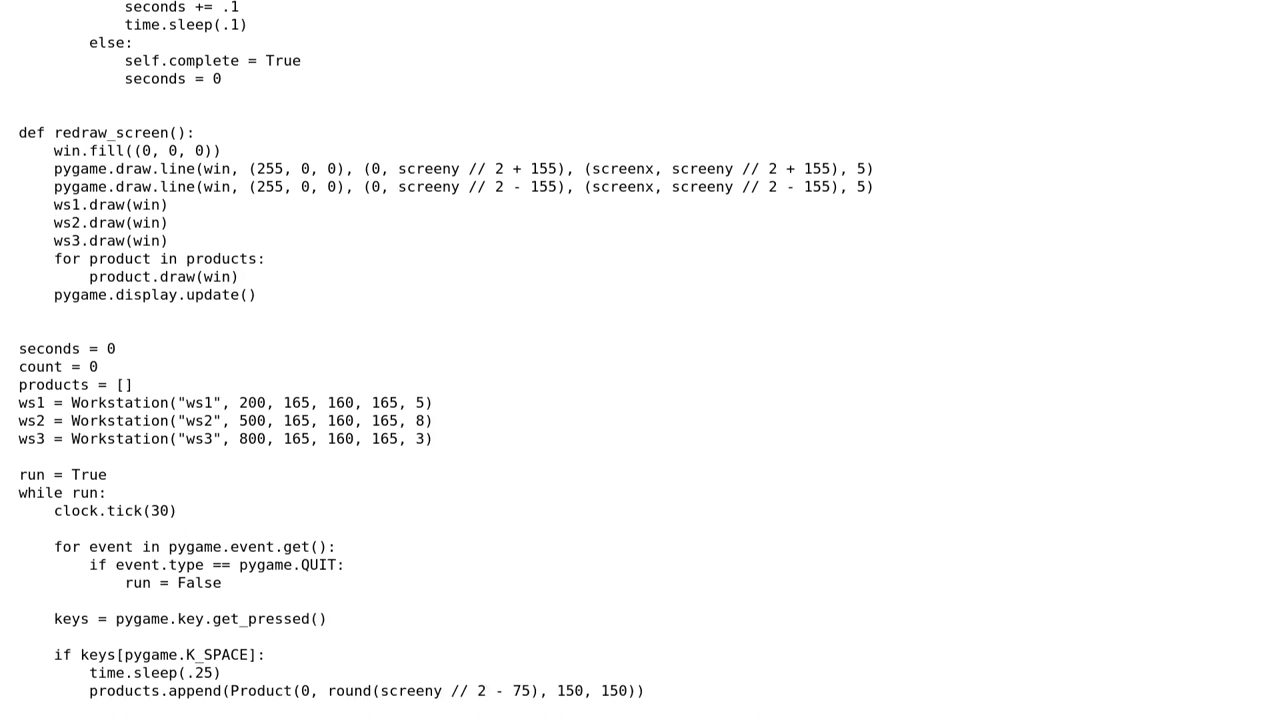 seconds += .1
            time.sleep(.1)
        else:
            self.complete = True
            seconds = 0


def redraw_screen():
    win.fill((0, 0, 0))
    pygame.draw.line(win, (255, 0, 0), (0, screeny // 2 + 155), (screenx, screeny // 2 + 155), 5)
    pygame.draw.line(win, (255, 0, 0), (0, screeny // 2 - 155), (screenx, screeny // 2 - 155), 5)
    ws1.draw(win)
    ws2.draw(win)
    ws3.draw(win)
    for product in products:
        product.draw(win)
    pygame.display.update()


seconds = 0
count = 0
products = []
ws1 = Workstation("ws1", 200, 165, 160, 165, 5)
ws2 = Workstation("ws2", 500, 165, 160, 165, 8)
ws3 = Workstation("ws3", 800, 165, 160, 165, 3)

run = True
while run:
    clock.tick(30)

    for event in pygame.event.get():
        if event.type == pygame.QUIT:
            run = False

    keys = pygame.key.get_pressed()

    if keys[pygame.K_SPACE]:
        time.sleep(.25)
        products.append(Product(0, round(screeny // 2 - 75), 150, 150))